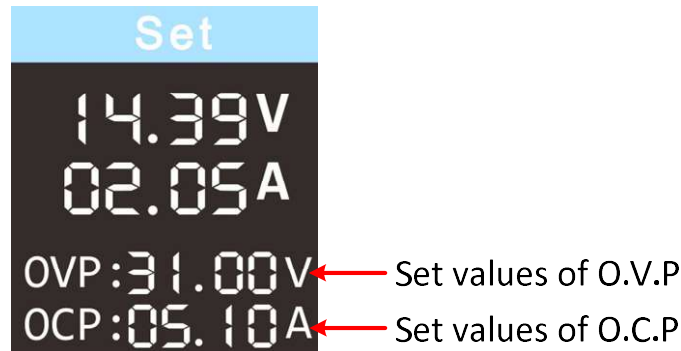 Set
14.39V
02.05A
OVP:31.00V Set values of O.V.P
OCP:05.10A Set values of O.C.P